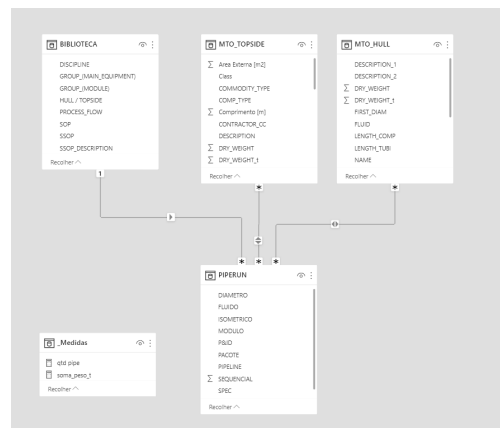 BIBLIOTECA
DISCIPLINE
GROUP_(MAIN_EQUIPMENT)
GROUP_(MODULE)
HULL / TOPSIDE
PROCESS_FLOW
SOP
SSOP
SSOP_DESCRIPTION
Recolher
1
MTO_TOPSIDE
Area Externa [m2]
Class
COMMODITY_TYPE
COMP_TYPE
Comprimento [m]
CONTRACTOR_CC
DESCRIPTION
DRY_WEIGHT
DRY_WEIGHT_t
Recolher
*
MTO_HULL
DESCRIPTION_1
DESCRIPTION_2
DRY_WEIGHT
DRY_WEIGHT_t
FIRST_DIAM
FLUID
LENGTH_COMP
LENGTH_TUBI
NAME
Recolher
*
* * *
PIPERUN
DIAMETRO
FLUIDO
ISOMETRICO
MODULO
P&ID
PACOTE
PIPELINE
SEQUENCIAL
SPEC
Recolher
_Medidas
qtd pipe
soma_peso_t
Recolher